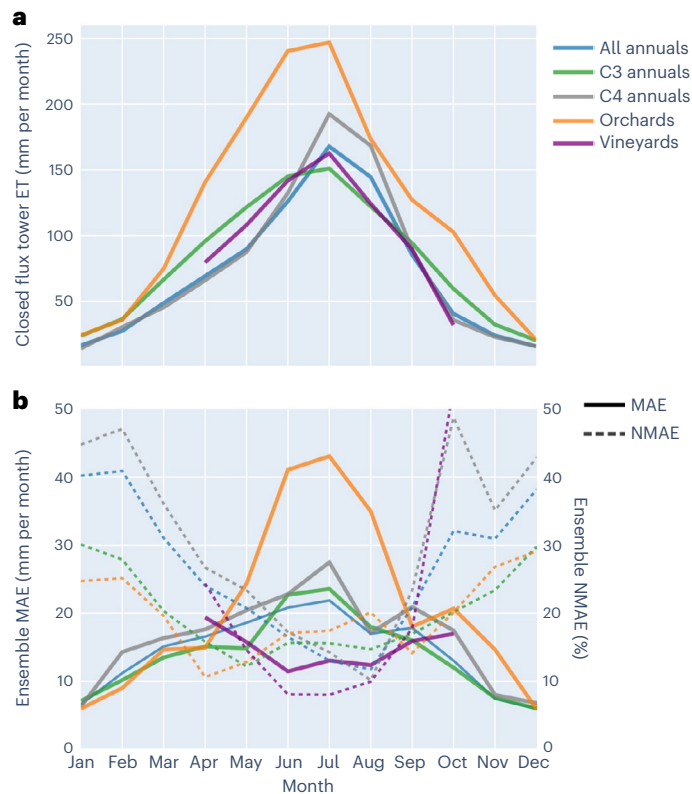 a
Closed flux tower ET (mm per month)
250
200
150
100
50
All annuals
C3 annuals
C4 annuals
Orchards
Vineyards
b
Ensemble MAE (mm per month)
50
40
30
20
10
0
50
40
30
20
10
0
Ensemble NMAE (%)
MAE
NMAE
Jan Feb Mar Apr May Jun Jul Aug Sep Oct Nov Dec
Month